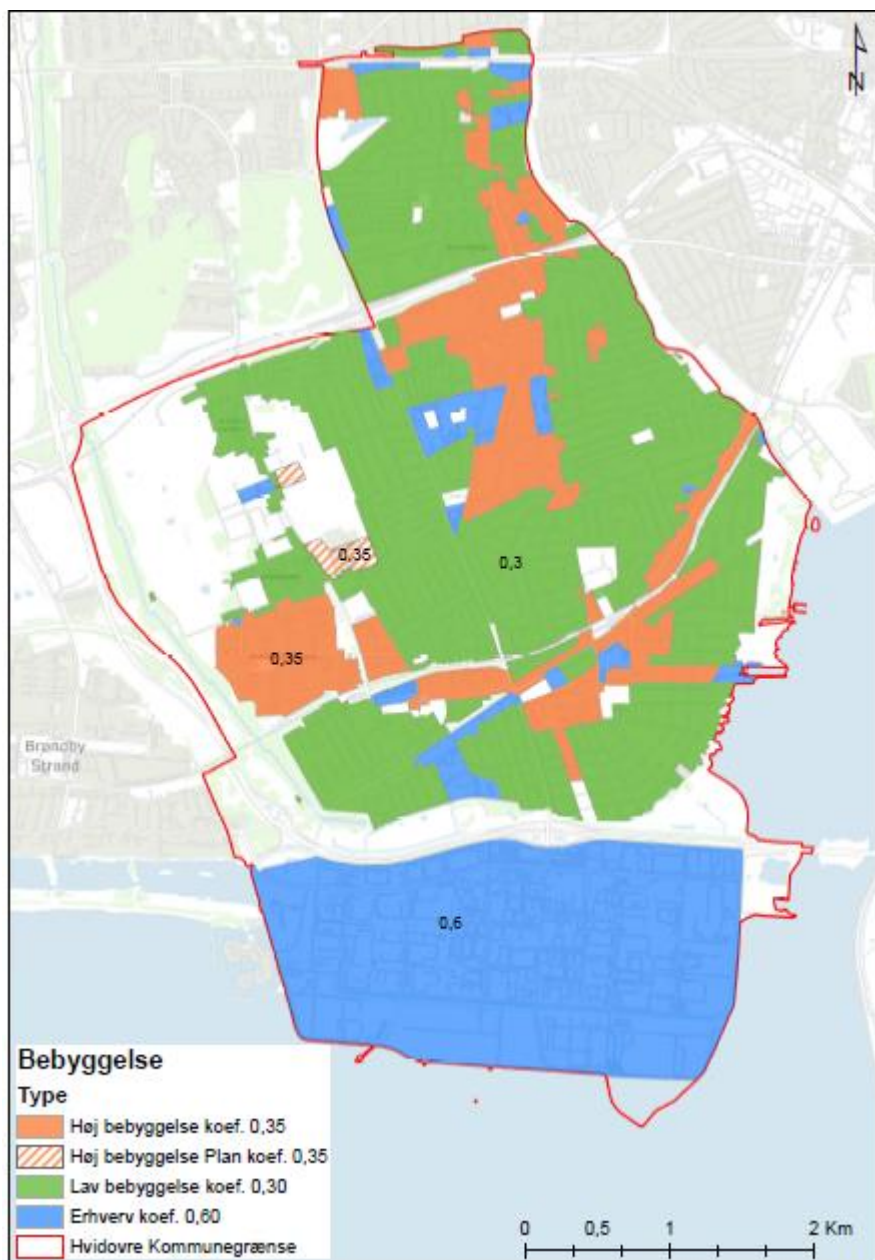 N
0,35
0,3
0,35
Brøndby
Strand
0,6
Bebyggelse
Type
Høj bebyggelse koef. 0,35
Høj bebyggelse Plan koef. 0,35
Lav bebyggelse koef. 0,30
Erhverv koef. 0,60
Hvidovre Kommunegrænse
0 0,5 1 2 Km